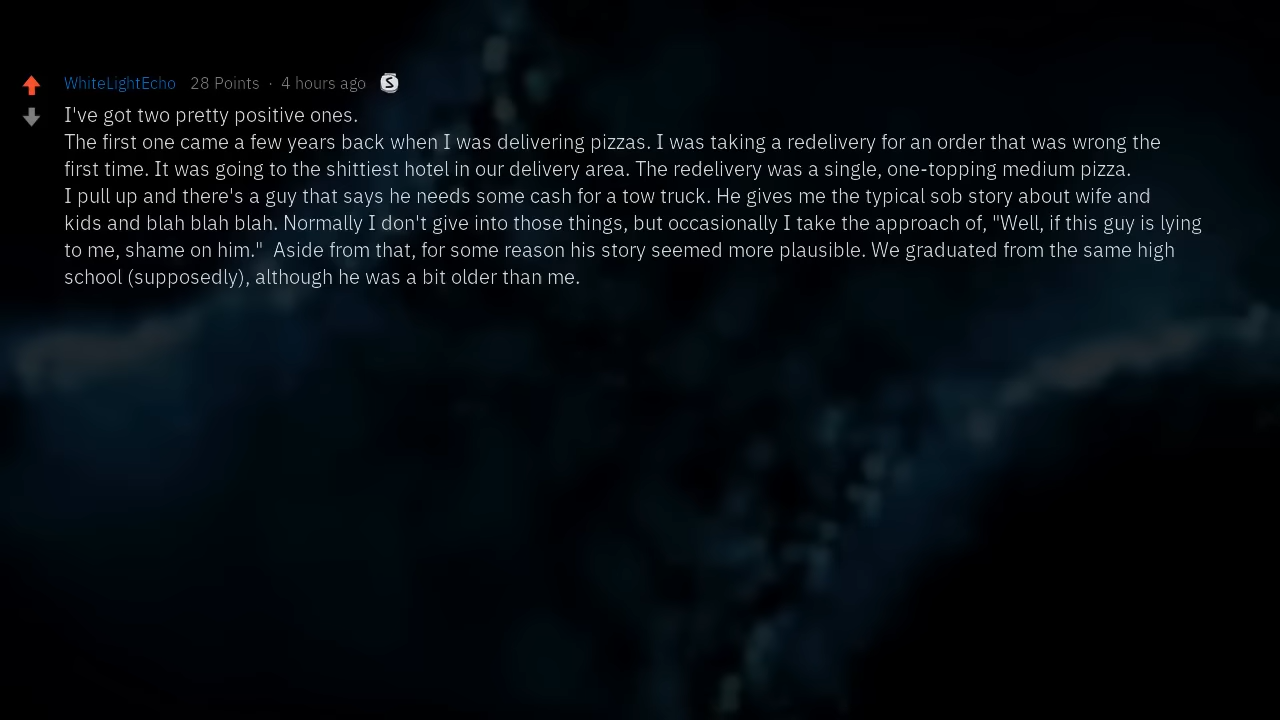 WhiteLightEcho 28 Points · 4 hours ago S
I've got two pretty positive ones.
The first one came a few years back when I was delivering pizzas. I was taking a redelivery for an order that was wrong the
first time. It was going to the shittiest hotel in our delivery area. The redelivery was a single, one-topping medium pizza.
I pull up and there's a guy that says he needs some cash for a tow truck. He gives me the typical sob story about wife and
kids and blah blah blah. Normally I don't give into those things, but occasionally I take the approach of, "Well, if this guy is lying
to me, shame on him."  Aside from that, for some reason his story seemed more plausible. We graduated from the same high
school (supposedly), although he was a bit older than me.